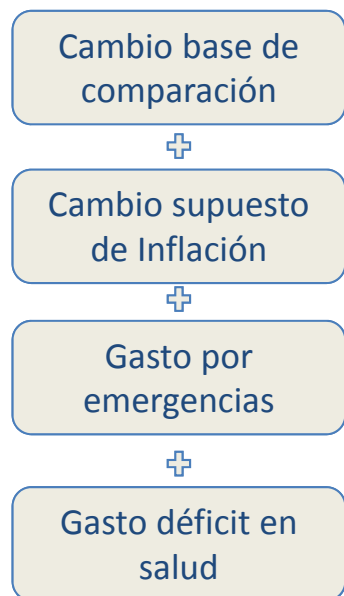 Cambio base de
comparación
Cambio supuesto
de Inflación
Gasto por
emergencias
Gasto déficit en
salud